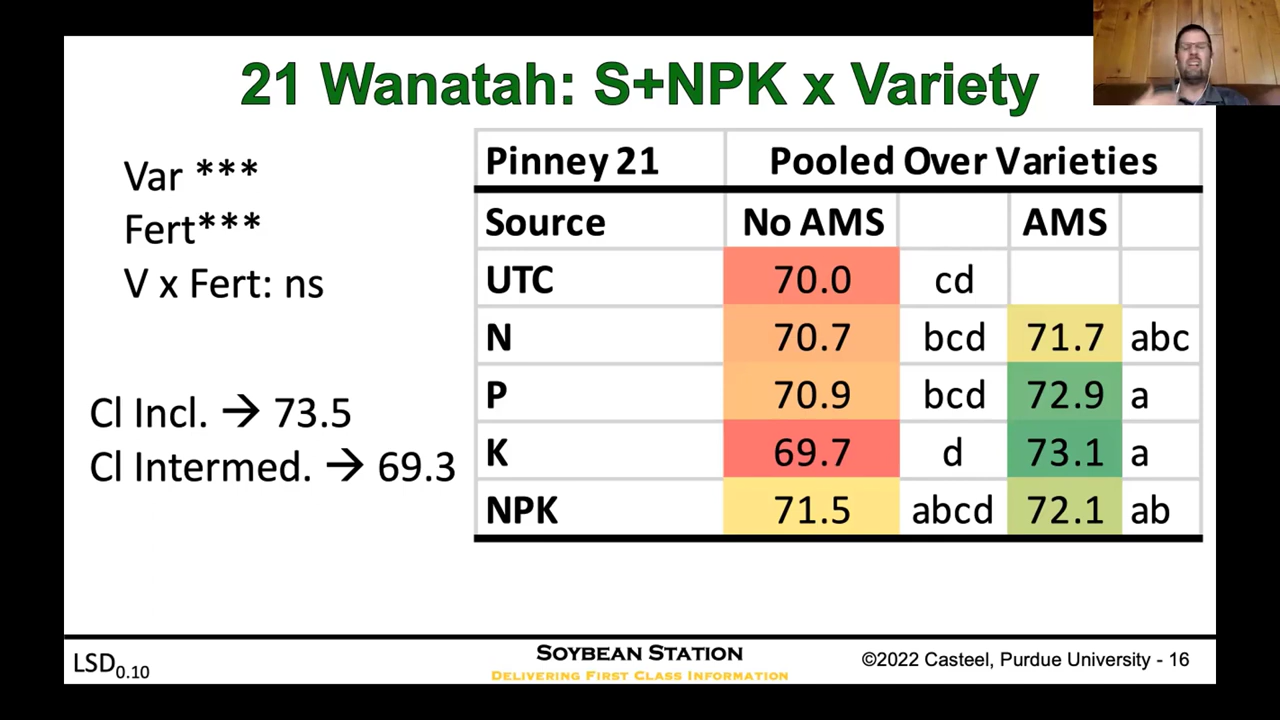 21 Wanatah: S+NPK x Variety
Var ***
Fert***
V x Fert: ns
Cl Incl. → 73.5
Cl Intermed. → 69.3
Pinney 21 Pooled Over Varieties
Source No AMS AMS
UTC 70.0 cd
N 70.7 bcd 71.7 abc
P 70.9 bcd 72.9 a
K 69.7 d 73.1 a
NPK 71.5 abcd 72.1 ab
LSD0.10
SOYBEAN STATION
DELIVERING FIRST CLASS INFORMATION
©2022 Casteel, Purdue University - 16